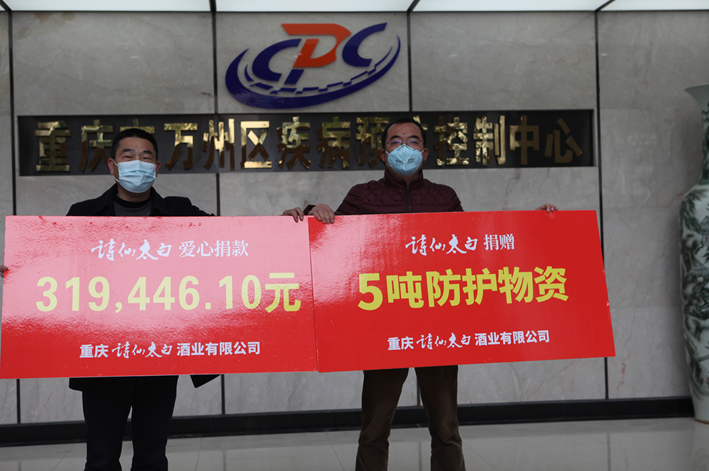 CDC
重庆市万州区疾病预防控制中心
诗仙太白 爱心捐款
319,446.10元
重庆 诗仙太白 酒业有限公司
诗仙太白 捐赠
5吨防护物资
重庆 诗仙太白 酒业有限公司